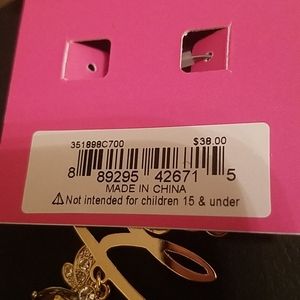 351898C700 $38.00
8 89295 42671 5
MADE IN CHINA
⚠Not intended for children 15 & under